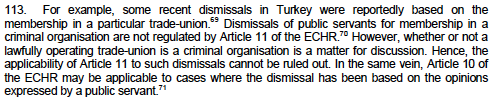 113. For example, some recent dismissals in Turkey were reportedly based on the
membership in a particular trade-union.⁶⁹ Dismissals of public servants for membership in a
criminal organisation are not regulated by Article 11 of the ECHR.⁷⁰ However, whether or not a
lawfully operating trade-union is a criminal organisation is a matter for discussion. Hence, the
applicability of Article 11 to such dismissals cannot be ruled out. In the same vein, Article 10 of
the ECHR may be applicable to cases where the dismissal has been based on the opinions
expressed by a public servant.⁷¹